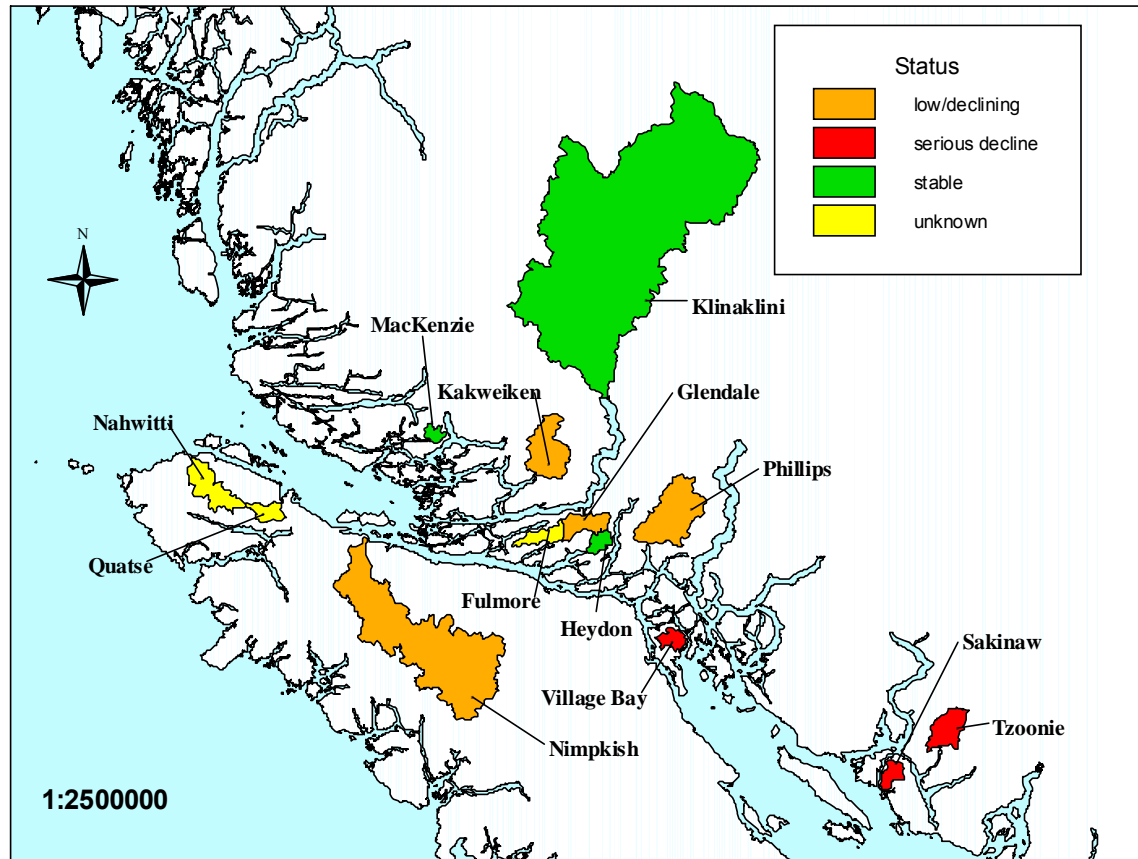 Status
low/declining
serious decline
stable
unknown
N
Klinaklini
MacKenzie
Kakweiken
Glendale
Nahwitti
Phillips
Quatse
Fulmore
Heydon
Sakinaw
Village Bay
Tzoonie
Nimpkish
1:2500000